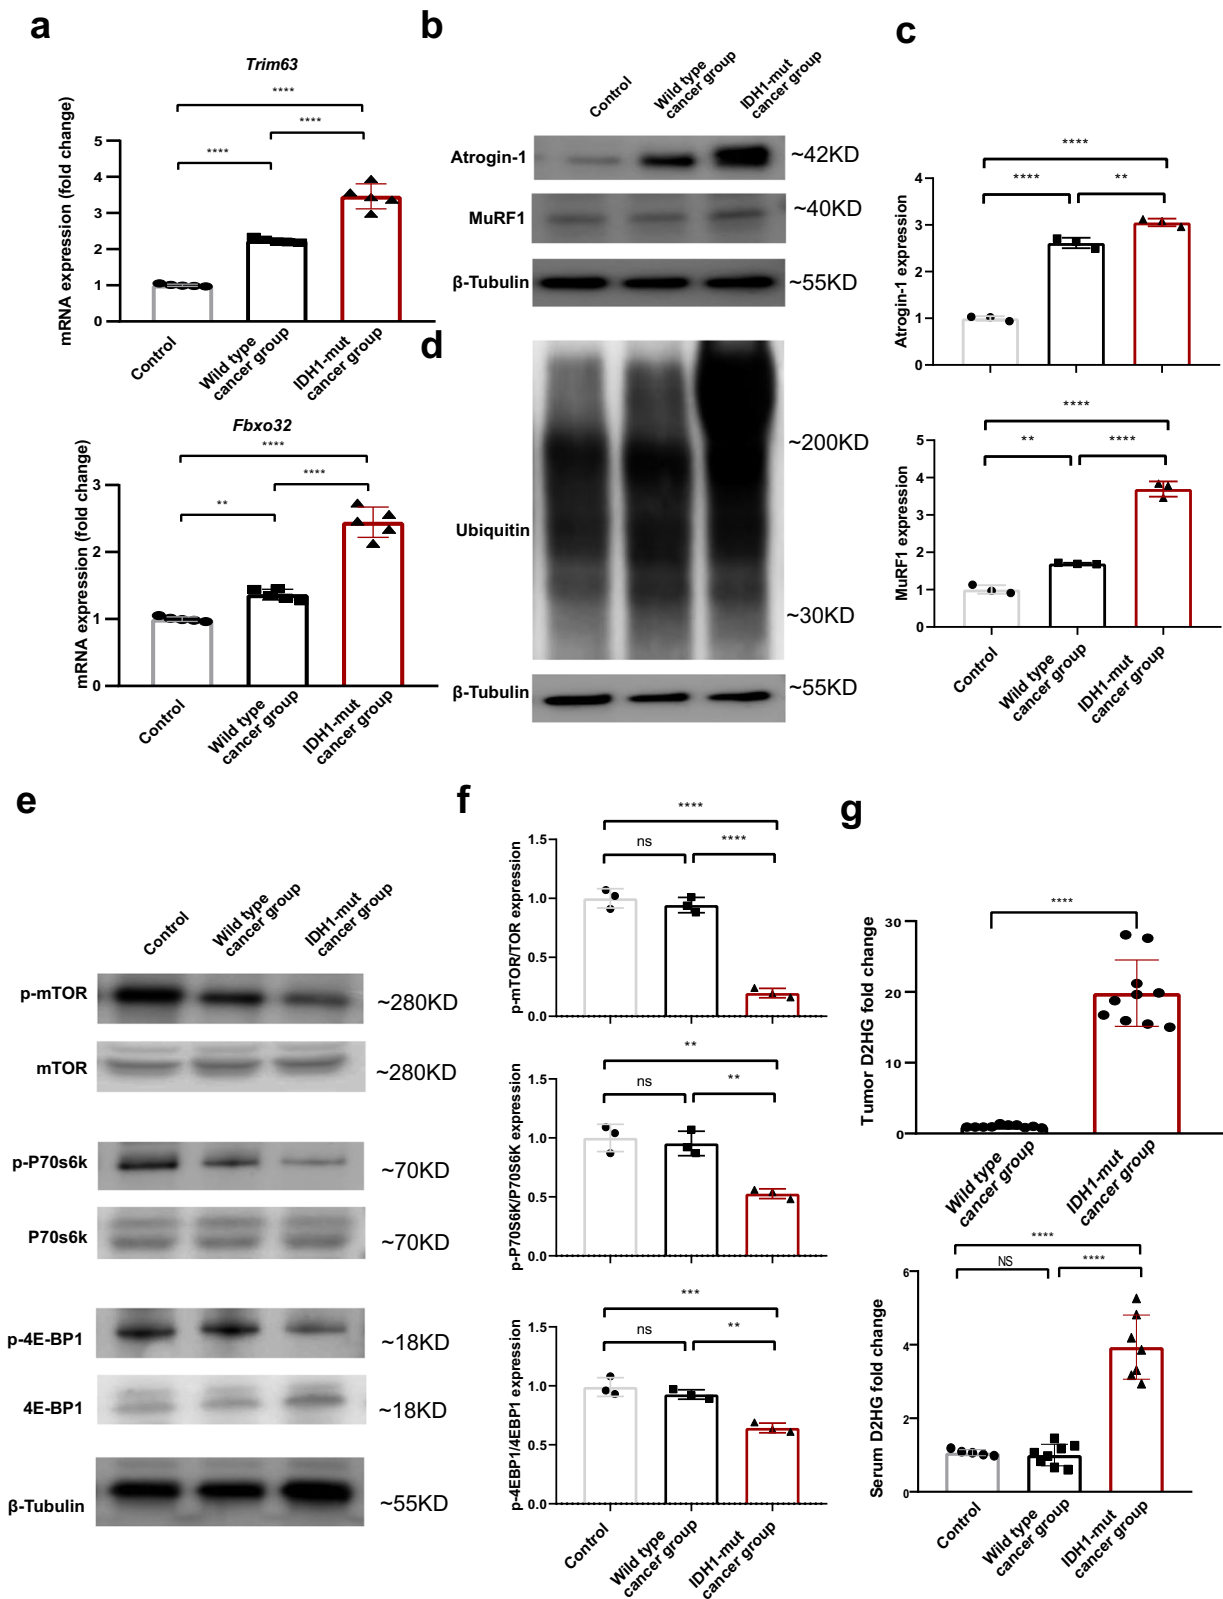 a
Trim63
****
****
****
mRNA expression (fold change)
5
4
3
2
1
0
Control
Wild type
cancer group
IDH1-mut
cancer group
Fbxo32
****
****
**
mRNA expression (fold change)
3
2
1
0
Control
Wild type
cancer group
IDH1-mut
cancer group
b
Control
Wild type
cancer group
IDH1-mut
cancer group
Atrogin-1
~42KD
MuRF1
~40KD
β-Tubulin
~55KD
c
****
****
**
Atrogin-1 expression
4
3
2
1
0
****
**
****
MuRF1 expression
5
4
3
2
1
0
Control
Wild type
cancer group
IDH1-mut
cancer group
d
~200KD
Ubiquitin
~30KD
β-Tubulin
~55KD
e
Control
Wild type
cancer group
IDH1-mut
cancer group
p-mTOR
~280KD
mTOR
~280KD
p-P70s6k
~70KD
P70s6k
~70KD
p-4E-BP1
~18KD
4E-BP1
~18KD
β-Tubulin
~55KD
f
****
ns
****
p-mTOR/TOR expression
1.5
1.0
0.5
0.0
**
ns
**
p-P70S6K/P70S6K expression
1.5
1.0
0.5
0.0
***
ns
**
p-4EBP1/4EBP1 expression
1.5
1.0
0.5
0.0
Control
Wild type
cancer group
IDH1-mut
cancer group
g
****
Tumor D2HG fold change
30
20
10
0
Wild type
cancer group
IDH1-mut
cancer group
****
NS
****
Serum D2HG fold change
6
4
2
0
Control
Wild type
cancer group
IDH1-mut
cancer group